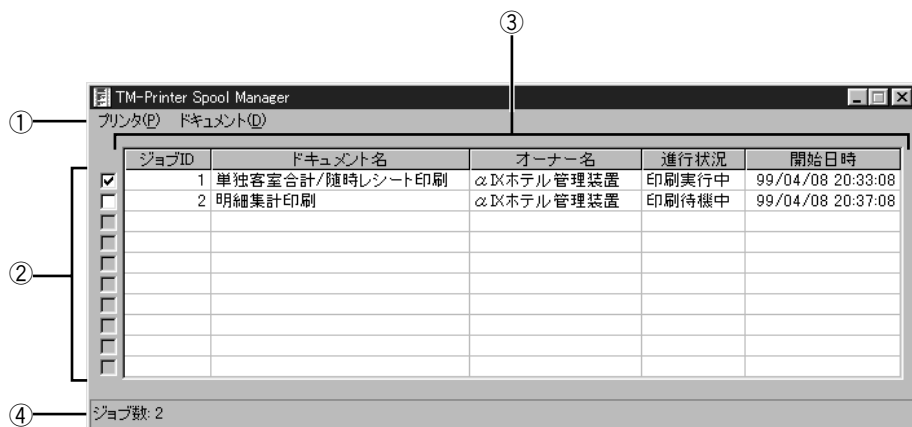 ③
TM-Printer Spool Manager
①
プリンタ(P) ドキュメント(D)
ジョブID ドキュメント名 オーナー名 進行状況 開始日時
1 単独客室合計/随時レシート印刷 αⅨホテル管理装置 印刷実行中 99/04/08 20:33:08
2 明細集計印刷 αⅨホテル管理装置 印刷待機中 99/04/08 20:37:08
②
④
ジョブ数: 2